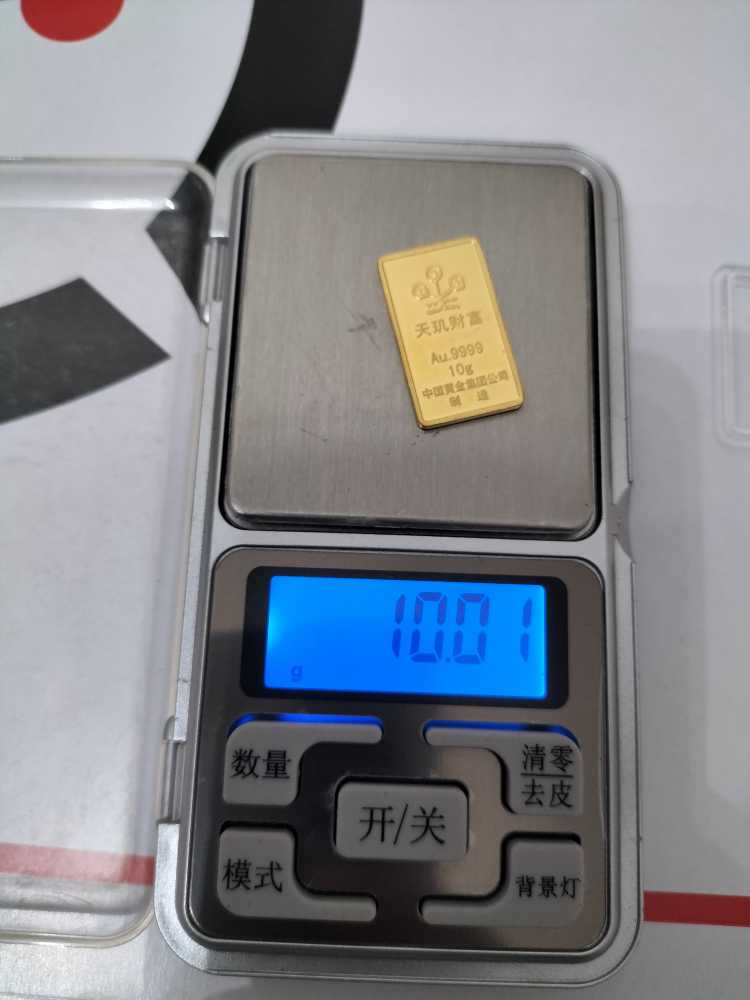 天玑财富
Au.9999
10g
中国黄金集团公司
制 造
10.01
g
数量
清零
去皮
开/关
模式
背景灯